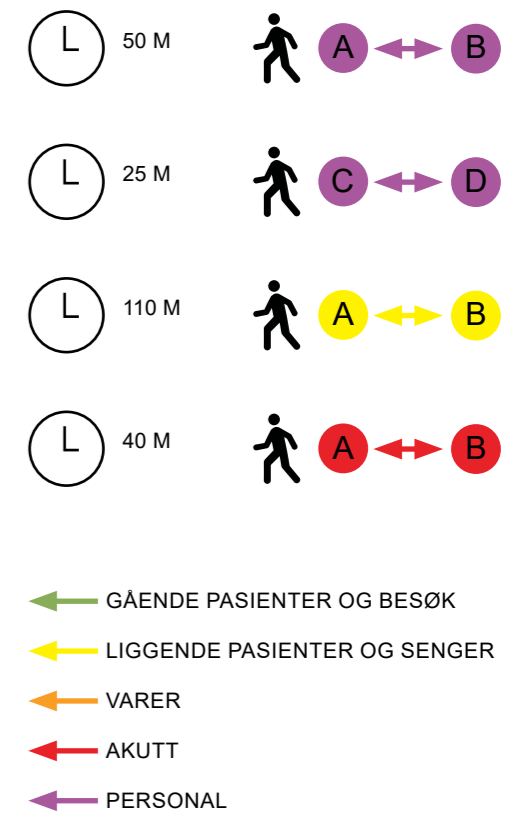 50 M A B
25 M C D
110 M A B
40 M A B
GÅENDE PASIENTER OG BESØK
LIGGENDE PASIENTER OG SENGER
VARER
AKUTT
PERSONAL